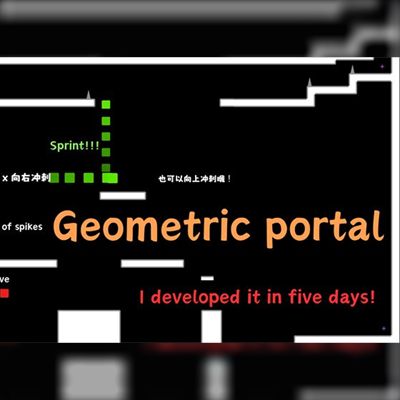 Sprint!!!
x 向右冲刺
也可以向上冲刺哦！
of spikes
Geometric portal
ve
I developed it in five days!